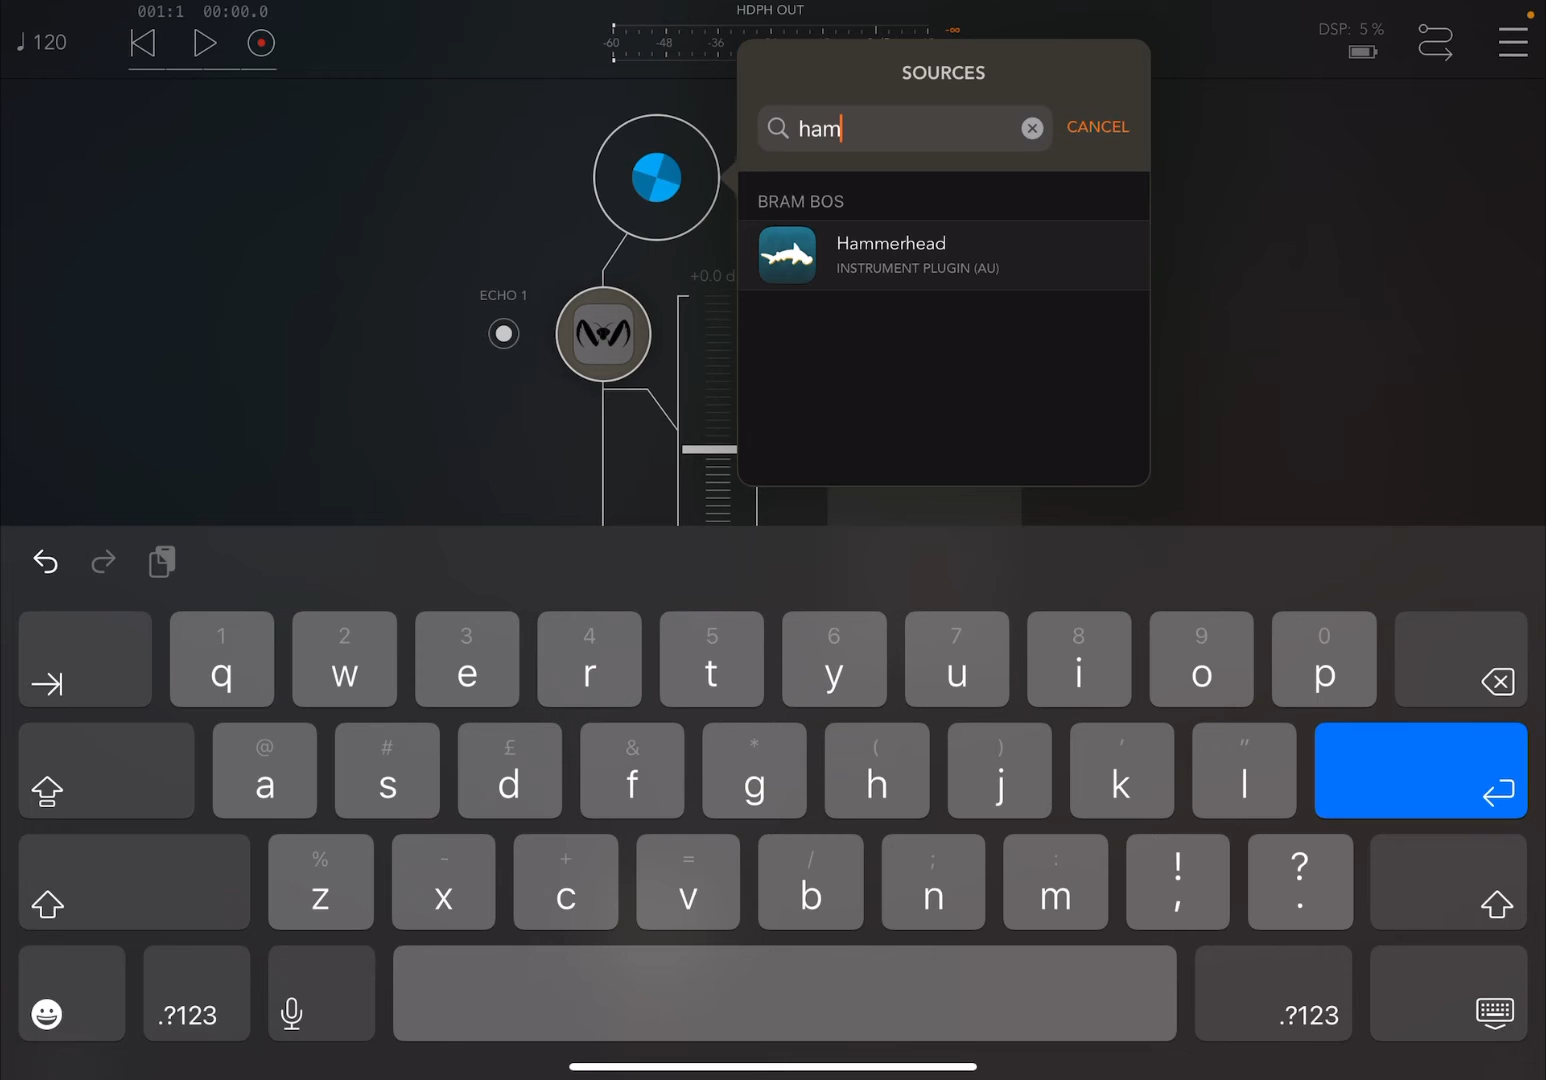 001:1 00:00.0
♩ 120
HDPH OUT
-60 -48 -36
-∞
DSP: 5 %
SOURCES
ham
CANCEL
BRAM BOS
Hammerhead
INSTRUMENT PLUGIN (AU)
+0.0 d
ECHO 1
1 2 3 4 5 6 7 8 9 0
q w e r t y u i o p
@ # £ & * ( ) ' "
a s d f g h j k l
% - + = / ; : ! ?
z x c v b n m , .
.?123 .?123